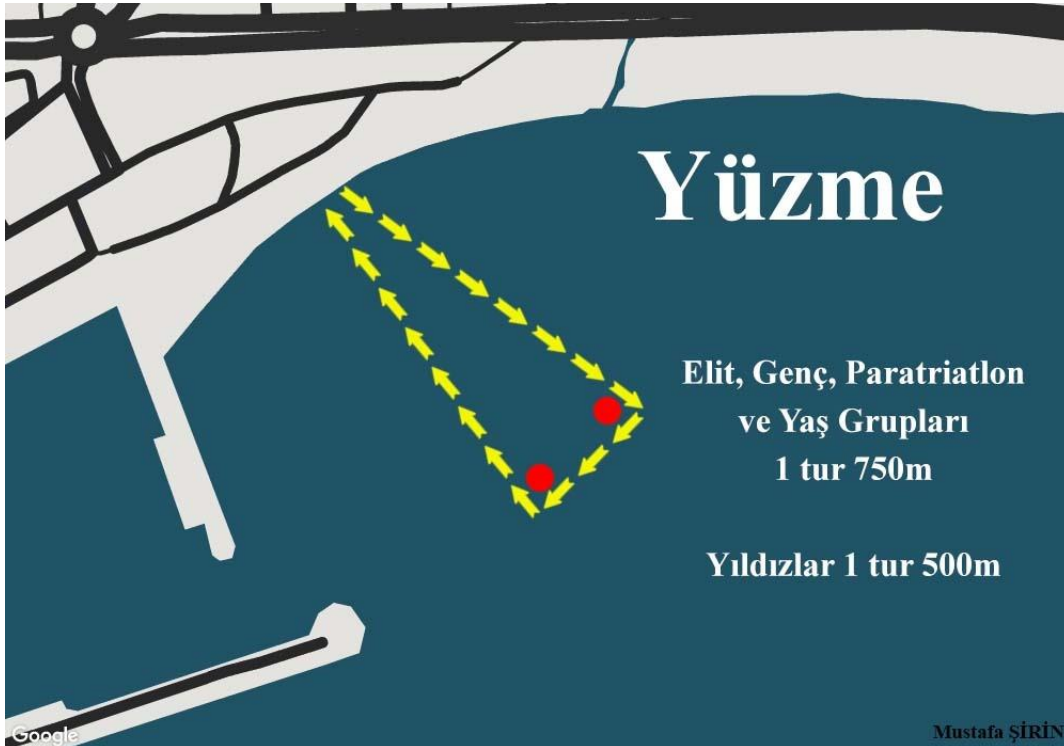 Yüzme
Elit, Genç, Paratriatlon
ve Yaş Grupları
1 tur 750m
Yıldızlar 1 tur 500m
Google
Mustafa ŞİRİN